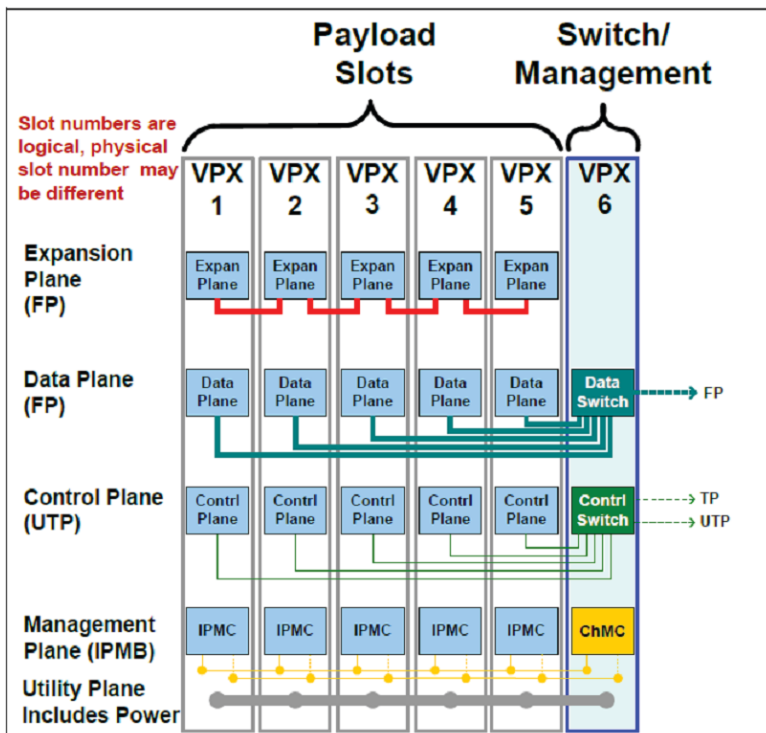 Payload
Slots
Switch/
Management
Slot numbers are
logical, physical
slot number may
be different
VPX
1
VPX
2
VPX
3
VPX
4
VPX
5
VPX
6
Expansion
Plane
(FP)
Expan
Plane
Expan
Plane
Expan
Plane
Expan
Plane
Expan
Plane
Data Plane
(FP)
Data
Plane
Data
Plane
Data
Plane
Data
Plane
Data
Plane
Data
Switch
FP
Control Plane
(UTP)
Contrl
Plane
Contrl
Plane
Contrl
Plane
Contrl
Plane
Contrl
Plane
Contrl
Switch
TP
UTP
Management
Plane (IPMB)
IPMC
IPMC
IPMC
IPMC
IPMC
ChMC
Utility Plane
Includes Power